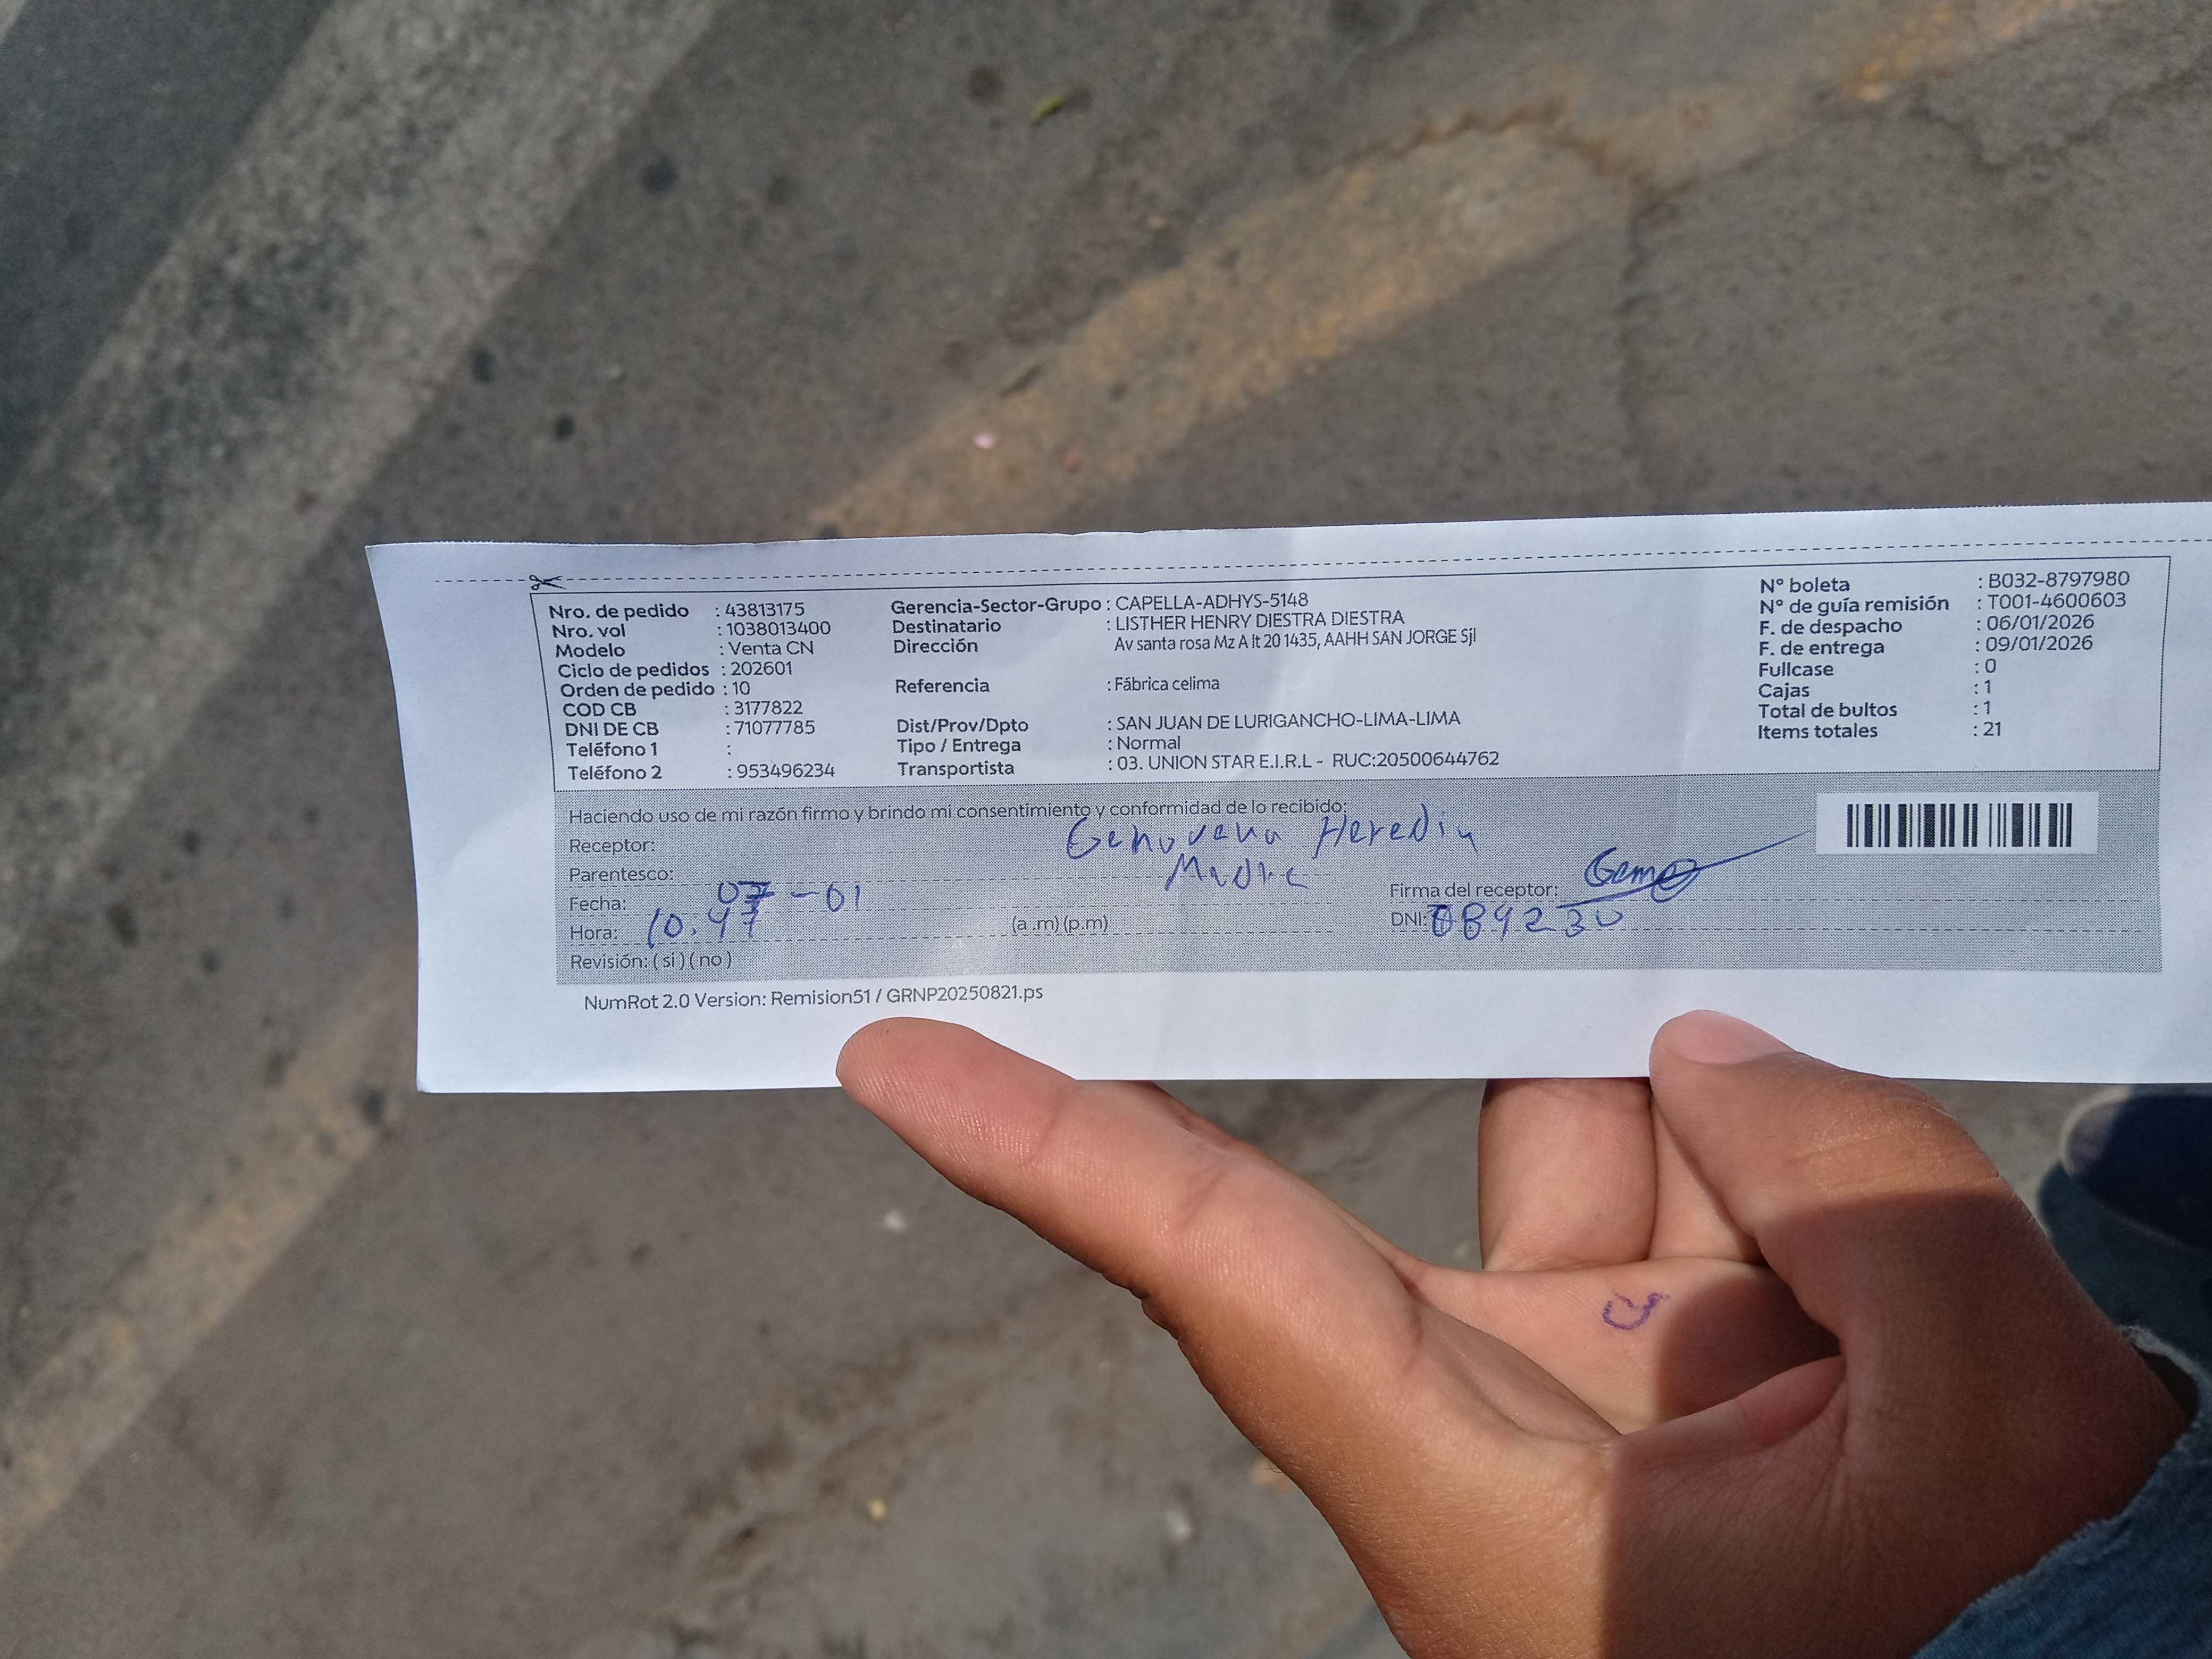 Nro. de pedido : 43813175
Nro. vol : 1038013400
Modelo : Venta CN
Ciclo de pedidos : 202601
Orden de pedido : 10
COD CB : 3177822
DNI DE CB : 71077785
Teléfono 1 :
Teléfono 2 : 953496234
Gerencia-Sector-Grupo : CAPELLA-ADHYS-5148
Destinatario : LISTHER HENRY DIESTRA DIESTRA
Dirección Av santa rosa Mz A lt 20 1435, AAHH SAN JORGE Sjl
Referencia : Fábrica celima
Dist/Prov/Dpto : SAN JUAN DE LURIGANCHO-LIMA-LIMA
Tipo / Entrega : Normal
Transportista : 03. UNION STAR E.I.R.L - RUC:20500644762
N° boleta : B032-8797980
N° de guía remisión : T001-4600603
F. de despacho : 06/01/2026
F. de entrega : 09/01/2026
Fullcase : 0
Cajas : 1
Total de bultos : 1
Items totales : 21
Haciendo uso de mi razón firmo y brindo mi consentimiento y conformidad de lo recibido:
Receptor: Genovena Heredia
Parentesco: Madre
Fecha: 07-01
Firma del receptor:
Hora: 10:47 (a .m) (p.m)
DNI:
Revisión: ( si ) ( no )
NumRot 2.0 Version: Remision51 / GRNP20250821.ps